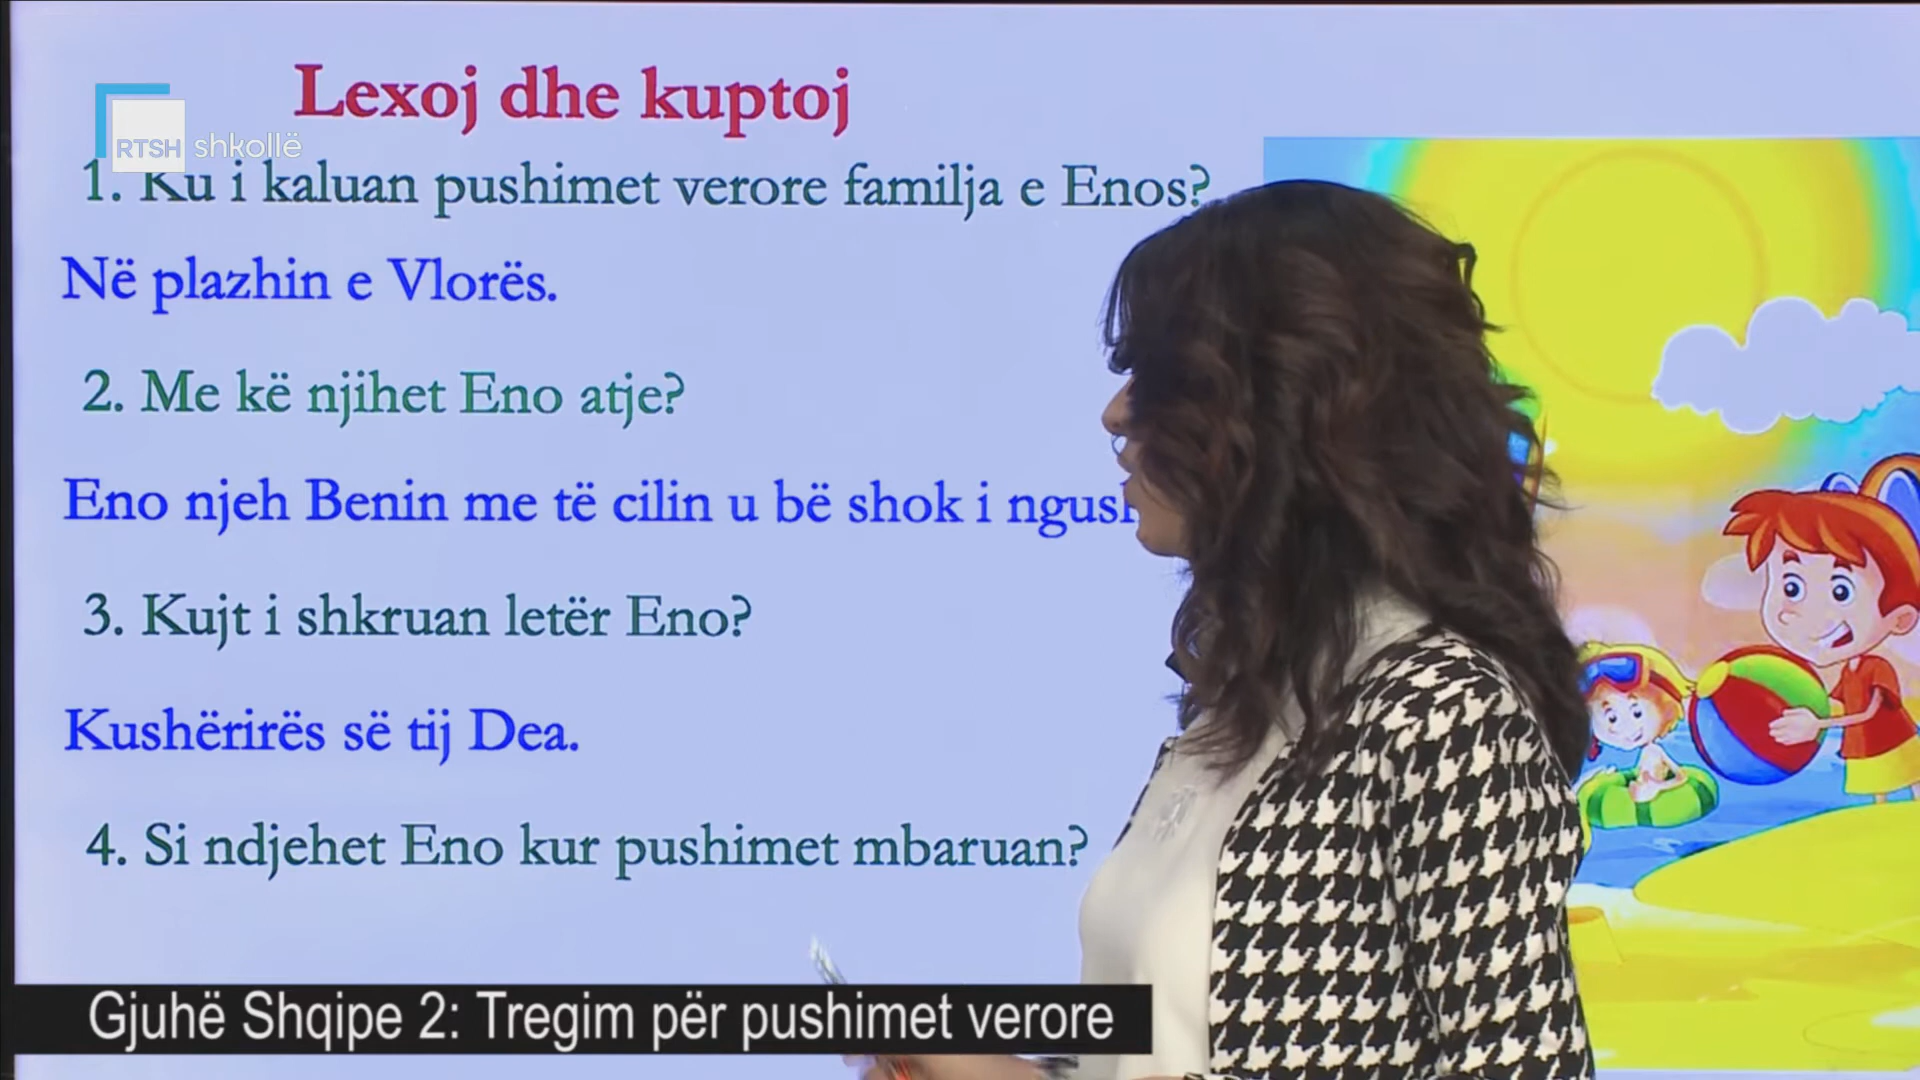 Lexoj dhe kuptoj
RTSH shkollë
1. Ku i kaluan pushimet verore familja e Enos?
Në plazhin e Vlorës.
2. Me kë njihet Eno atje?
Eno njeh Benin me të cilin u bë shok i
3. Kujt i shkruan letër Eno?
Kushërirës së tij Dea.
4. Si ndjehet Eno kur pushimet mbaruan?
Gjuhë Shqipe 2: Tregim për pushimet verore